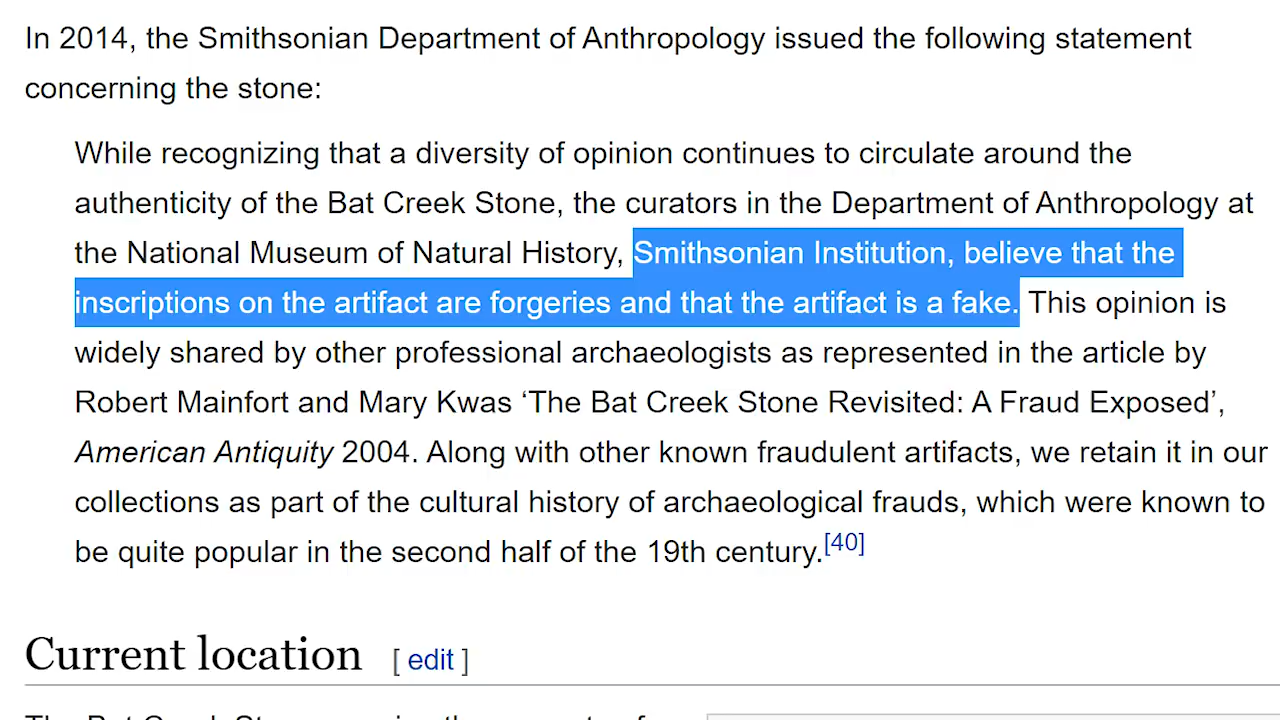 In 2014, the Smithsonian Department of Anthropology issued the following statement
concerning the stone:
While recognizing that a diversity of opinion continues to circulate around the
authenticity of the Bat Creek Stone, the curators in the Department of Anthropology at
the National Museum of Natural History, Smithsonian Institution, believe that the
inscriptions on the artifact are forgeries and that the artifact is a fake. This opinion is
widely shared by other professional archaeologists as represented in the article by
Robert Mainfort and Mary Kwas ‘The Bat Creek Stone Revisited: A Fraud Exposed’,
American Antiquity 2004. Along with other known fraudulent artifacts, we retain it in our
collections as part of the cultural history of archaeological frauds, which were known to
be quite popular in the second half of the 19th century.[40]
Current location [ edit ]